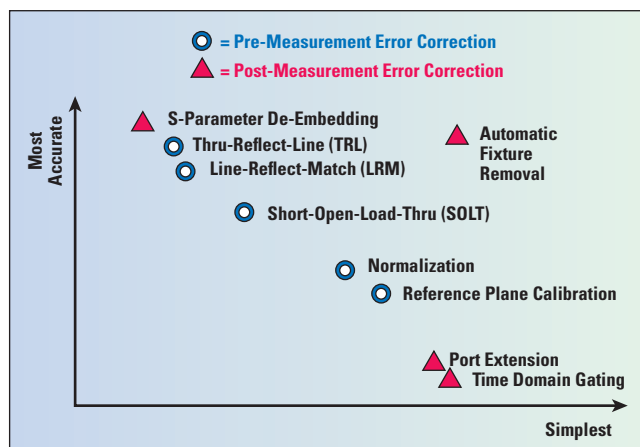 = Pre-Measurement Error Correction
= Post-Measurement Error Correction
Most
Accurate
S-Parameter De-Embedding
Thru-Reflect-Line (TRL)
Line-Reflect-Match (LRM)
Automatic
Fixture
Removal
Short-Open-Load-Thru (SOLT)
Normalization
Reference Plane Calibration
Port Extension
Time Domain Gating
Simplest